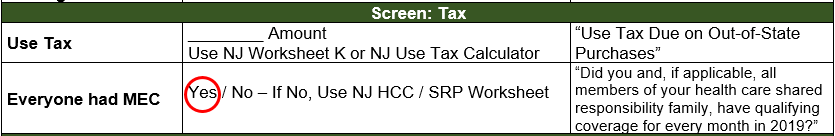 Screen: Tax
Use Tax
________ Amount
Use NJ Worksheet K or NJ Use Tax Calculator
“Use Tax Due on Out-of-State
Purchases”
Everyone had MEC
Yes / No – If No, Use NJ HCC / SRP Worksheet
“Did you and, if applicable, all
members of your health care shared
responsibility family, have qualifying
coverage for every month in 2019?”